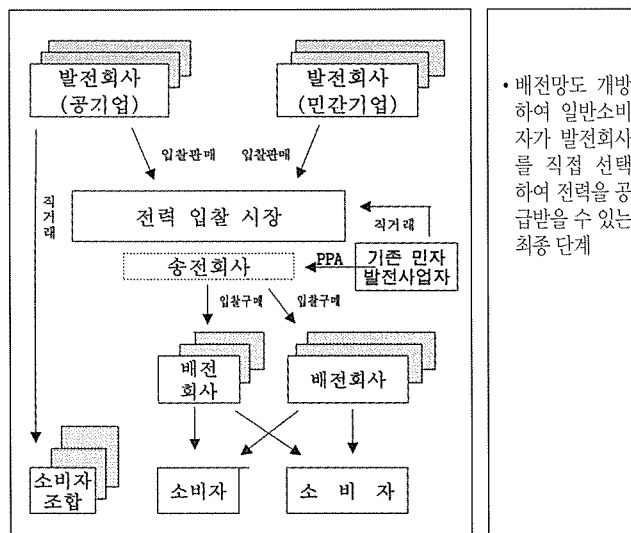 발전회사
(공기업)
발전회사
(민간기업)
입찰판매
입찰판매
직거래
전력 입찰 시장
직거래
송전회사
PPA
기존 민자
발전사업자
입찰구매
입찰구매
배전
회사
배전회사
소비자
조합
소비자
소 비 자
• 배전망도 개방
하여 일반소비
자가 발전회사
를 직접 선택
하여 전력을 공
급받을 수 있는
최종 단계